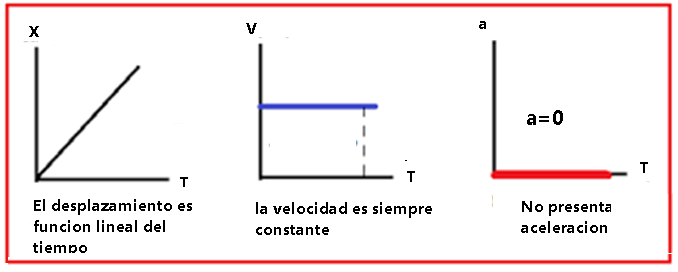 X
T
El desplazamiento es
funcion lineal del
tiempo
V
T
la velocidad es siempre
constante
a
a=0
T
No presenta
aceleracion